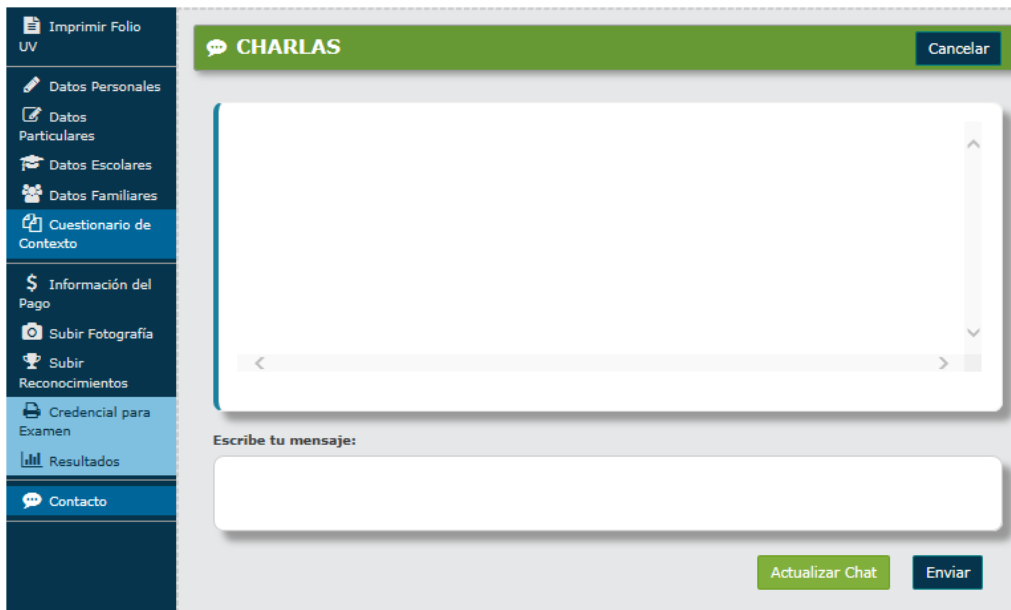 Imprimir Folio
UV
Datos Personales
Datos
Particulares
Datos Escolares
Datos Familiares
Cuestionario de
Contexto
Información del
Pago
Subir Fotografía
Subir
Reconocimientos
Credencial para
Examen
Resultados
Contacto
CHARLAS
Cancelar
Escribe tu mensaje:
Actualizar Chat
Enviar